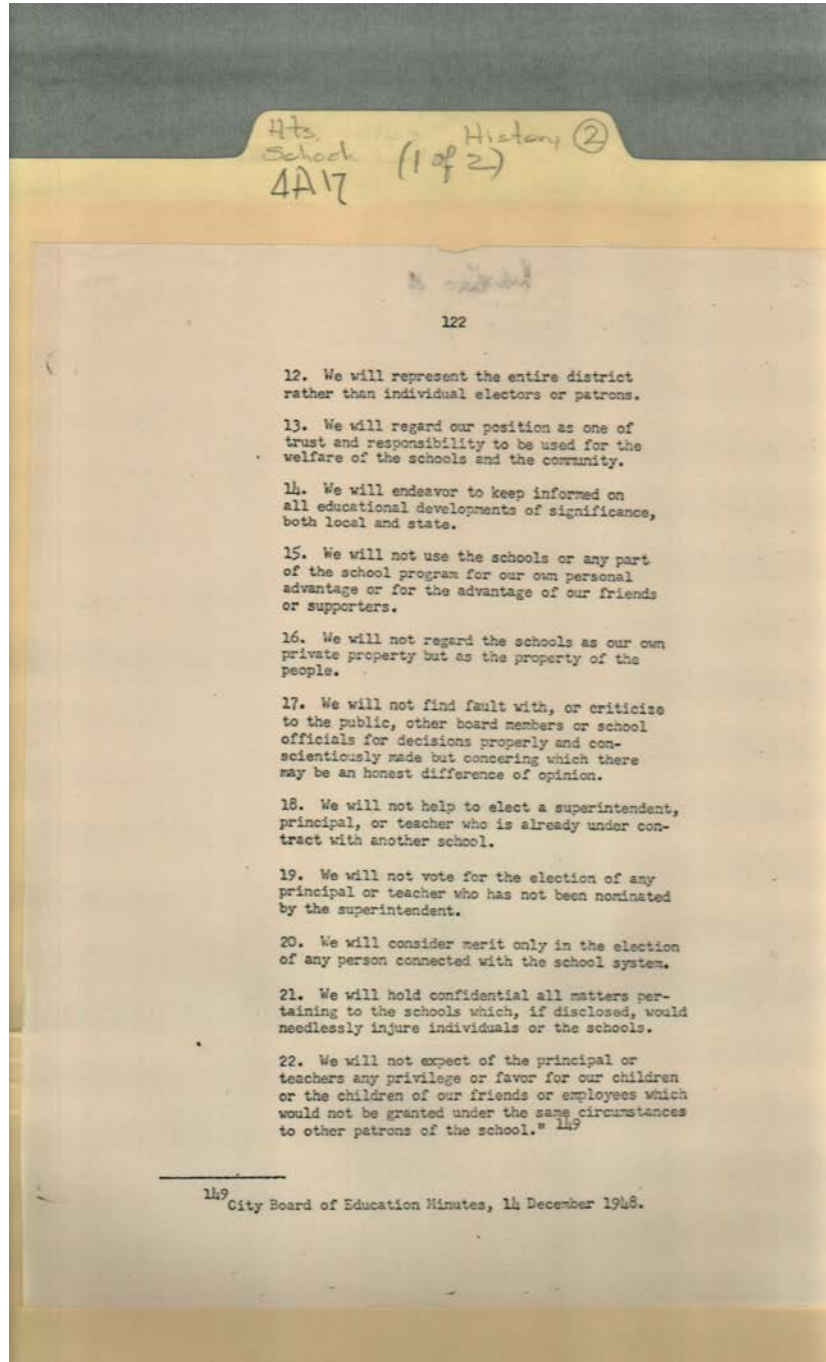 Hts. History ②
School (1 of 2)
4A17
122
12. We will represent the entire district
rather than individual electors or patrons.
13. We will regard our position as one of
trust and responsibility to be used for the
welfare of the schools and the community.
14. We will endeavor to keep informed on
all educational developments of significance,
both local and state.
15. We will not use the schools or any part
of the school program for our own personal
advantage or for the advantage of our friends
or supporters.
16. We will not regard the schools as our own
private property but as the property of the
people.
17. We will not find fault with, or criticize
to the public, other board members or school
officials for decisions properly and con-
scientiously made but concering which there
may be an honest difference of opinion.
18. We will not help to elect a superintendent,
principal, or teacher who is already under con-
tract with another school.
19. We will not vote for the election of any
principal or teacher who has not been nominated
by the superintendent.
20. We will consider merit only in the election
of any person connected with the school system.
21. We will hold confidential all matters per-
taining to the schools which, if disclosed, would
needlessly injure individuals or the schools.
22. We will not expect of the principal or
teachers any privilege or favor for our children
or the children of our friends or employees which
would not be granted under the same circumstances
to other patrons of the school." 149
149City Board of Education Minutes, 14 December 1948.